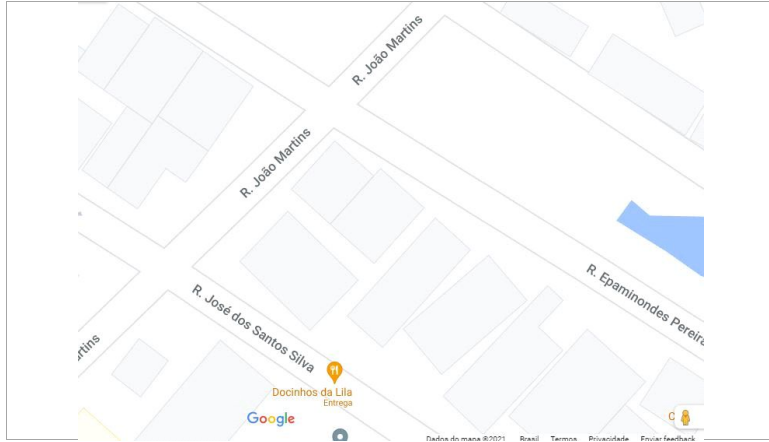 R. João Martins
R. João Martins
R. Epaminondes Pereira
R. José dos Santos Silva
Docinhos da Lila
Entrega
Google
Dados do mapa ©2021 Brasil Termos Privacidade Enviar feedback